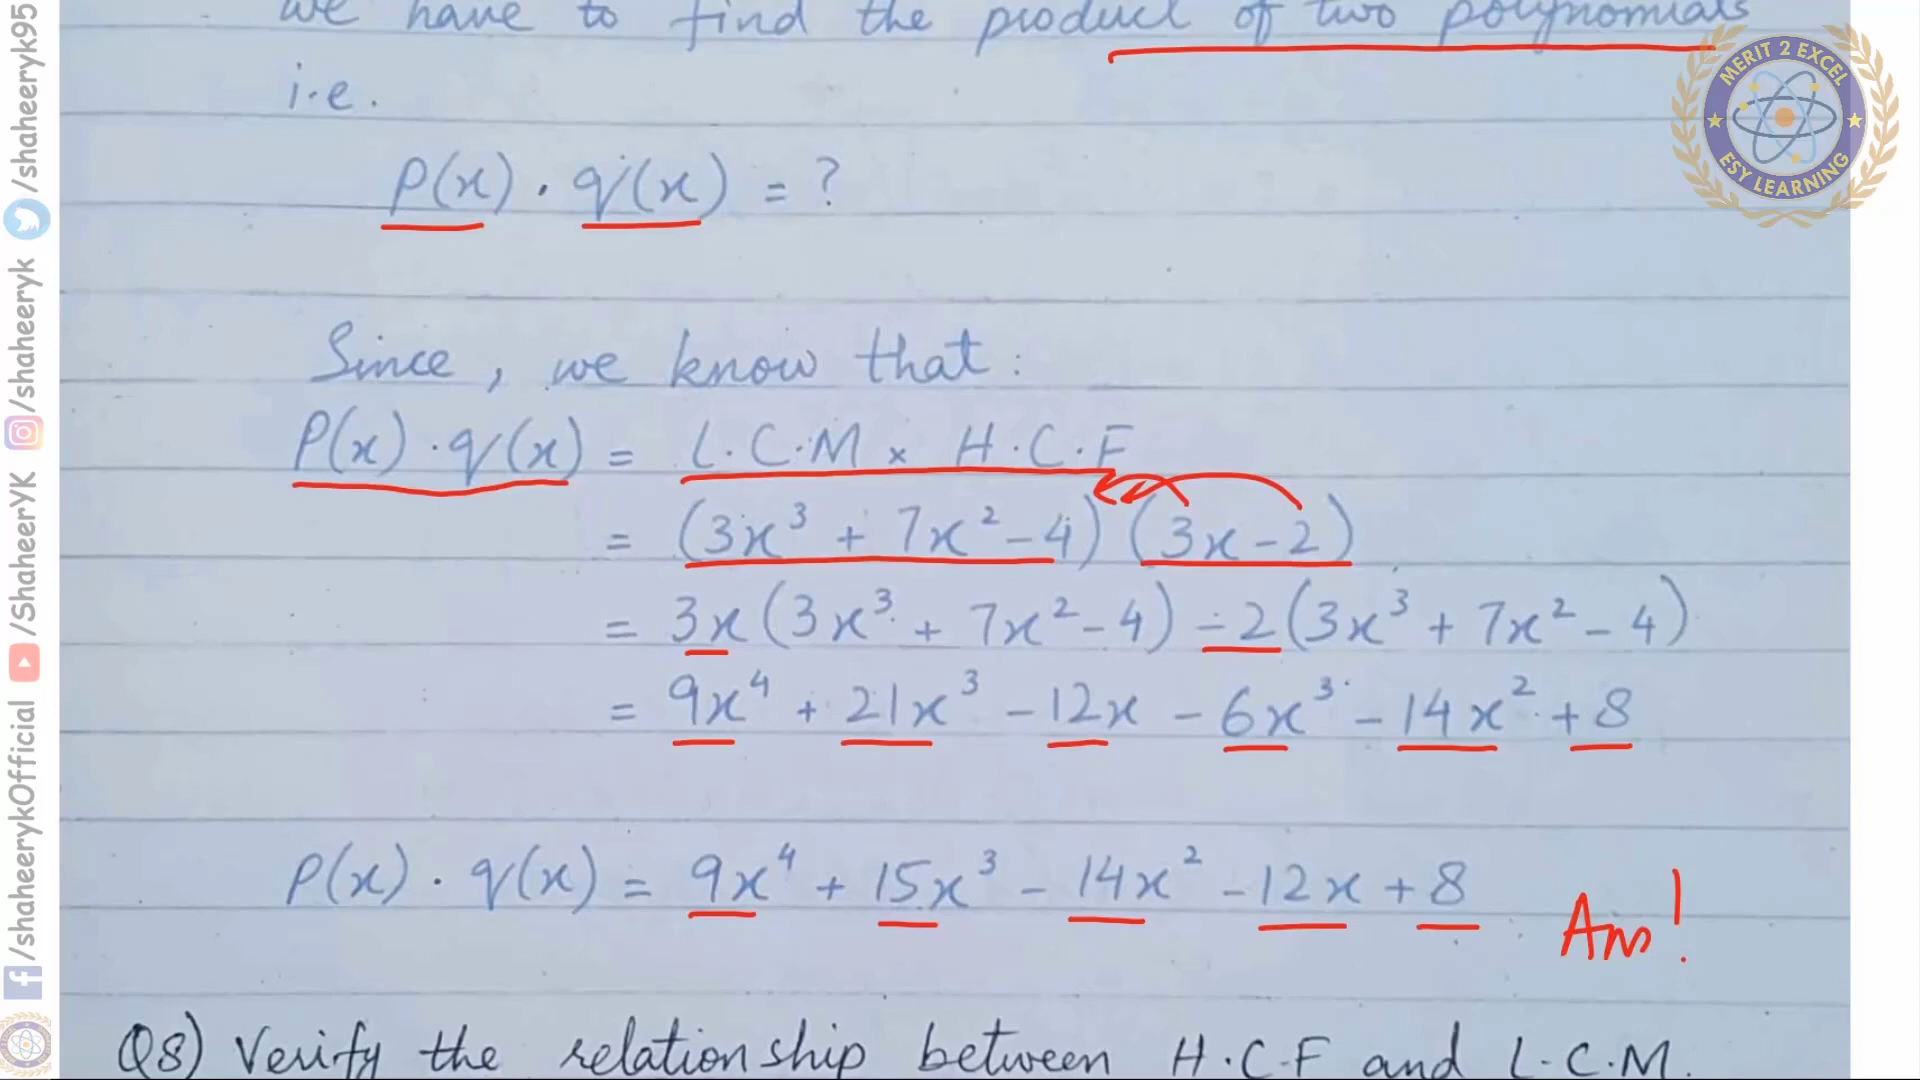 we have to find the product of two polynomials
i.e.
P(x) . q(x) = ?
Since, we know that:
P(x) . q(x) = L.C.M × H.C.F
= (3x³ + 7x² - 4) (3x - 2)
= 3x (3x³ + 7x² - 4) - 2 (3x³ + 7x² - 4)
= 9x⁴ + 21x³ - 12x - 6x³ - 14x² + 8
P(x) . q(x) = 9x⁴ + 15x³ - 14x² - 12x + 8
Ans!
Q8) Verify the relationship between H.C.F and L.C.M.
MERIT 2 EXCEL
ESY LEARNING
/shaheerykOfficial /ShaheerYK /shaheeryk /shaheeryk95